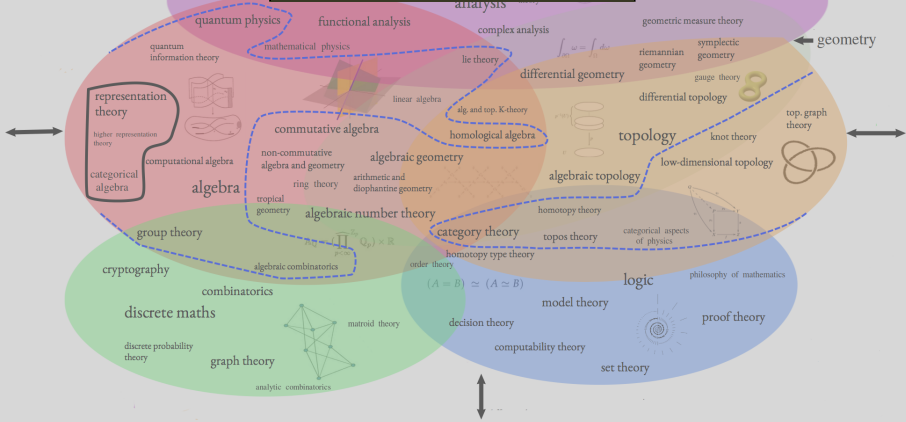 analysis
quantum physics
functional analysis
geometric measure theory
complex analysis
geometry
quantum
information theory
mathematical physics
lie theory
∫ ω = ∫ dω
riemannian
geometry
symplectic
geometry
differential geometry
gauge theory
representation
theory
linear algebra
differential topology
alg. and top. K-theory
top. graph
theory
higher representation
theory
commutative algebra
homological algebra
topology
knot theory
non-commutative
algebra and geometry
algebraic geometry
computational algebra
low-dimensional topology
categorical
algebra
algebra
ring theory
arithmetic and
diophantine geometry
algebraic topology
tropical
geometry
algebraic number theory
homotopy theory
group theory
category theory
topos theory
categorical aspects
of physics
homotopy type theory
cryptography
algebraic combinatorics
order theory
combinatorics
(A = B) ≃ (A ≃ B)
logic
philosophy of mathematics
discrete maths
model theory
matroid theory
decision theory
proof theory
discrete probability
theory
computability theory
graph theory
set theory
analytic combinatorics